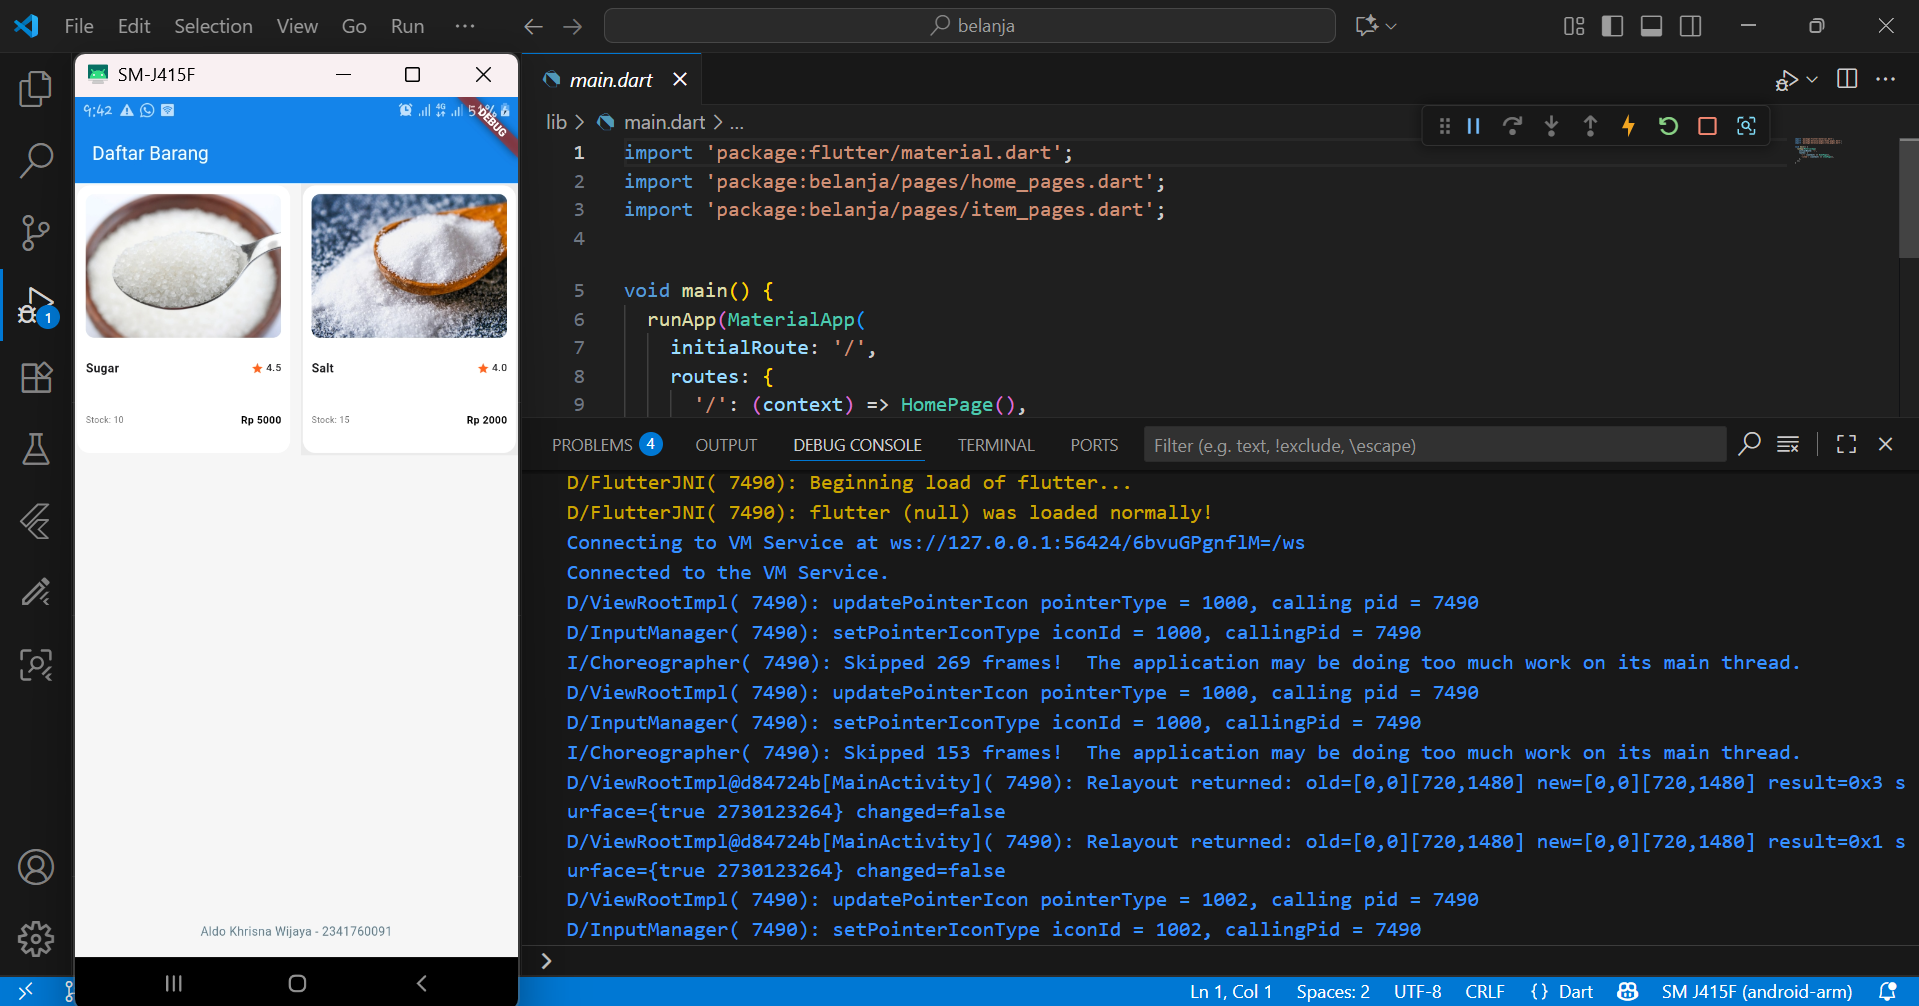 File Edit Selection View Go Run ···
belanja
SM-J415F
9:42
DEBUG
Daftar Barang
Sugar
4.5
Stock: 10
Rp 5000
Salt
4.0
Stock: 15
Rp 2000
Aldo Khrisna Wijaya - 2341760091
1
main.dart
lib > main.dart > ...
1 import 'package:flutter/material.dart';
2 import 'package:belanja/pages/home_pages.dart';
3 import 'package:belanja/pages/item_pages.dart';
4
5 void main() {
6 runApp(MaterialApp(
7 initialRoute: '/',
8 routes: {
9 '/': (context) => HomePage(),
PROBLEMS 4 OUTPUT DEBUG CONSOLE TERMINAL PORTS Filter (e.g. text, !exclude, \escape)
D/FlutterJNI( 7490): Beginning load of flutter...
D/FlutterJNI( 7490): flutter (null) was loaded normally!
Connecting to VM Service at ws://127.0.0.1:56424/6bvuGPgnflM=/ws
Connected to the VM Service.
D/ViewRootImpl( 7490): updatePointerIcon pointerType = 1000, calling pid = 7490
D/InputManager( 7490): setPointerIconType iconId = 1000, callingPid = 7490
I/Choreographer( 7490): Skipped 269 frames!  The application may be doing too much work on its main thread.
D/ViewRootImpl( 7490): updatePointerIcon pointerType = 1000, calling pid = 7490
D/InputManager( 7490): setPointerIconType iconId = 1000, callingPid = 7490
I/Choreographer( 7490): Skipped 153 frames!  The application may be doing too much work on its main thread.
D/ViewRootImpl@d84724b[MainActivity]( 7490): Relayout returned: old=[0,0][720,1480] new=[0,0][720,1480] result=0x3 s
urface={true 2730123264} changed=false
D/ViewRootImpl@d84724b[MainActivity]( 7490): Relayout returned: old=[0,0][720,1480] new=[0,0][720,1480] result=0x1 s
urface={true 2730123264} changed=false
D/ViewRootImpl( 7490): updatePointerIcon pointerType = 1002, calling pid = 7490
D/InputManager( 7490): setPointerIconType iconId = 1002, callingPid = 7490
>
Ln 1, Col 1 Spaces: 2 UTF-8 CRLF {} Dart SM J415F (android-arm)